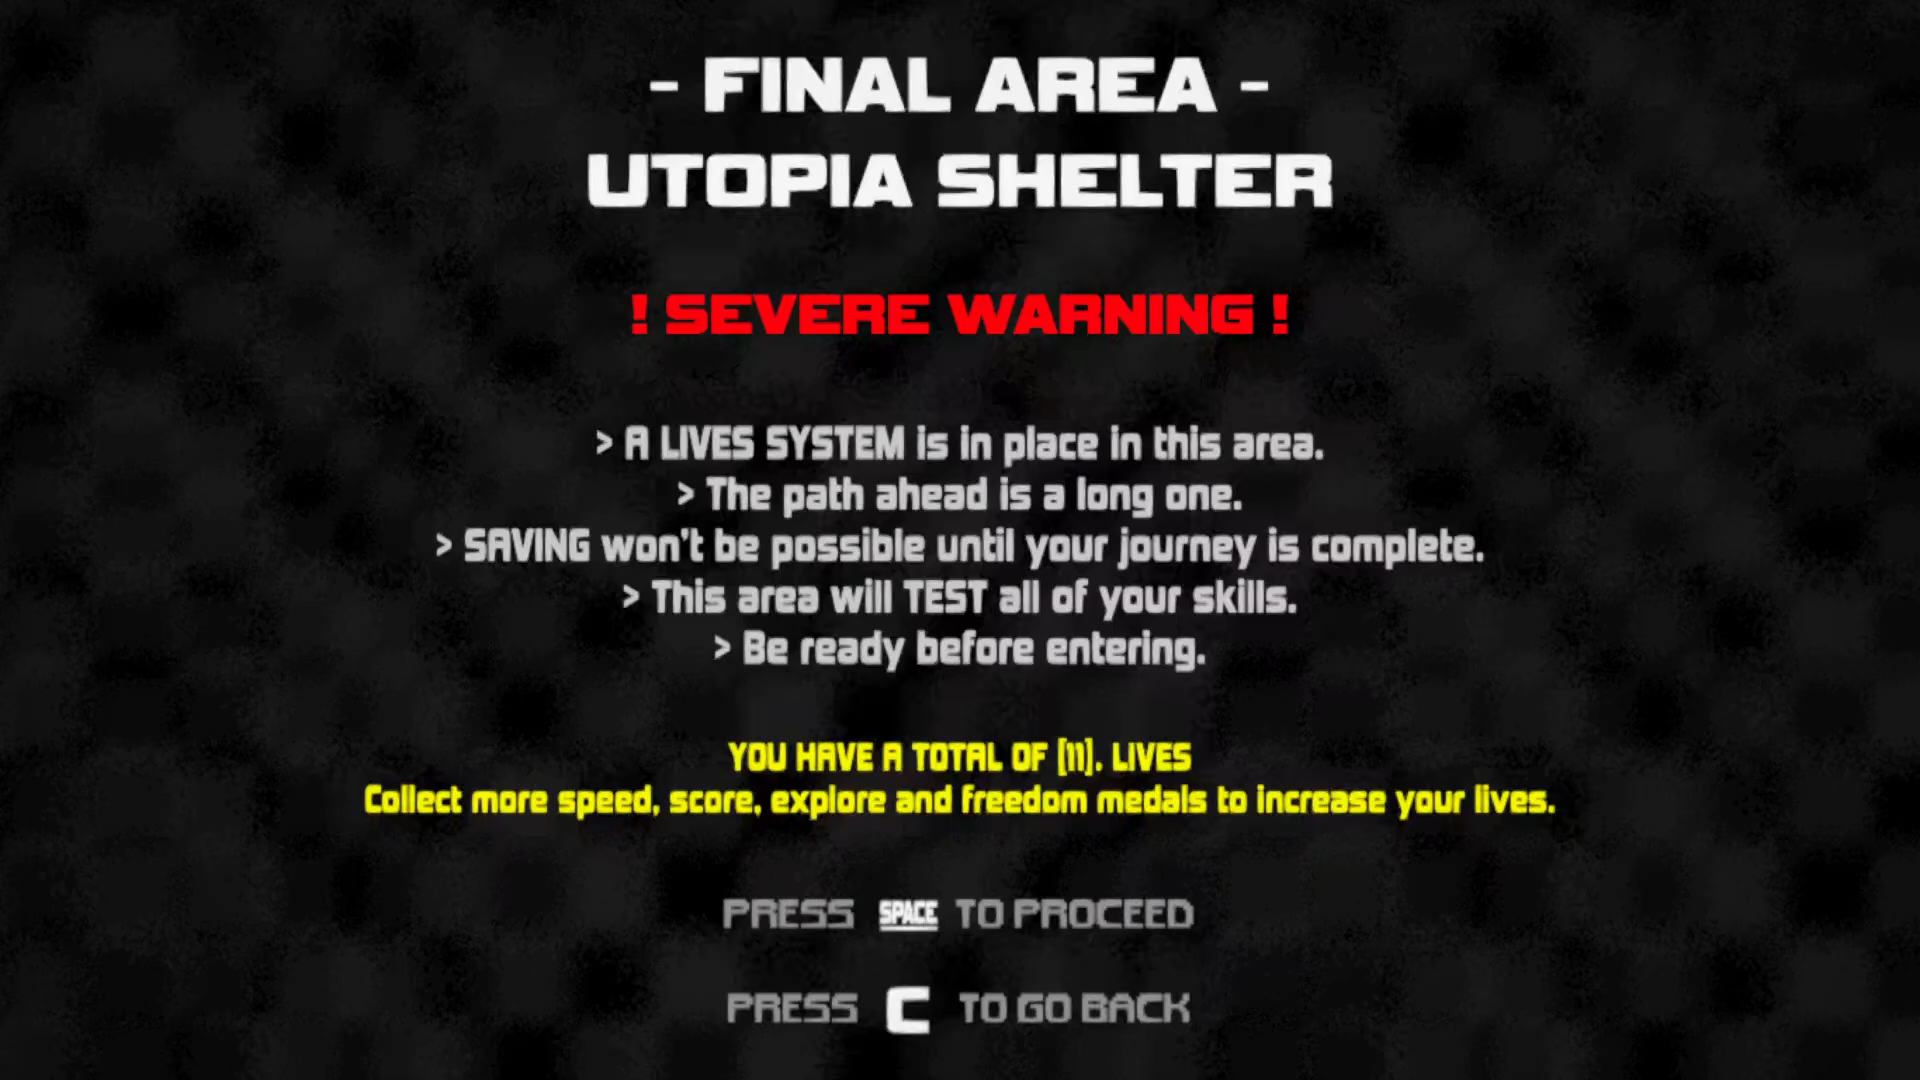 - FINAL AREA -
UTOPIA SHELTER
! SEVERE WARNING !
> A LIVES SYSTEM is in place in this area.
> The path ahead is a long one.
> SAVING won't be possible until your journey is complete.
> This area will TEST all of your skills.
> Be ready before entering.
YOU HAVE A TOTAL OF [11]. LIVES
Collect more speed, score, explore and freedom medals to increase your lives.
PRESS SPACE TO PROCEED
PRESS C TO GO BACK